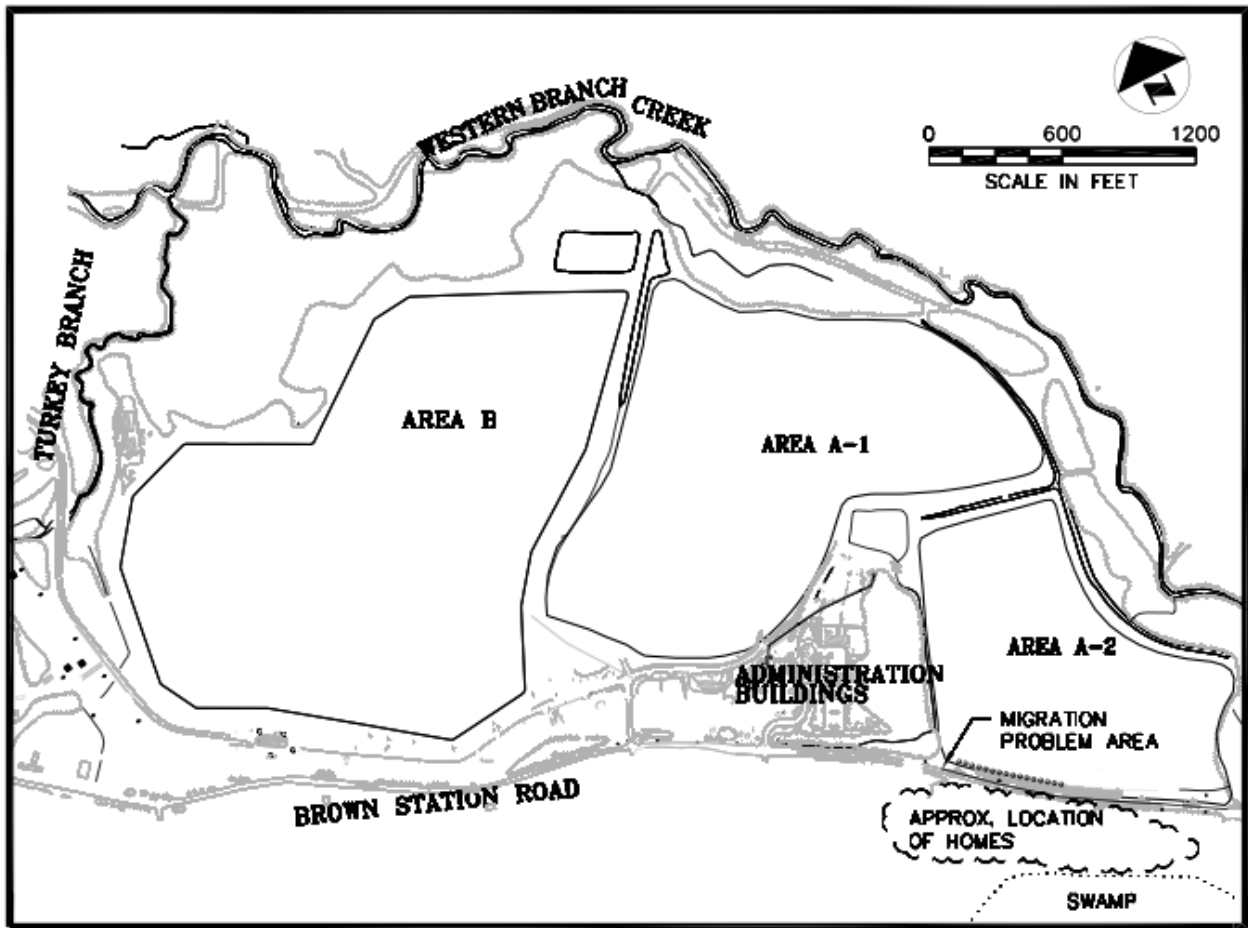 WESTERN BRANCH CREEK
N
0 600 1200
SCALE IN FEET
TURKEY BRANCH
AREA B
AREA A-1
AREA A-2
ADMINISTRATION
BUILDINGS
MIGRATION
PROBLEM AREA
BROWN STATION ROAD
APPROX. LOCATION
OF HOMES
SWAMP